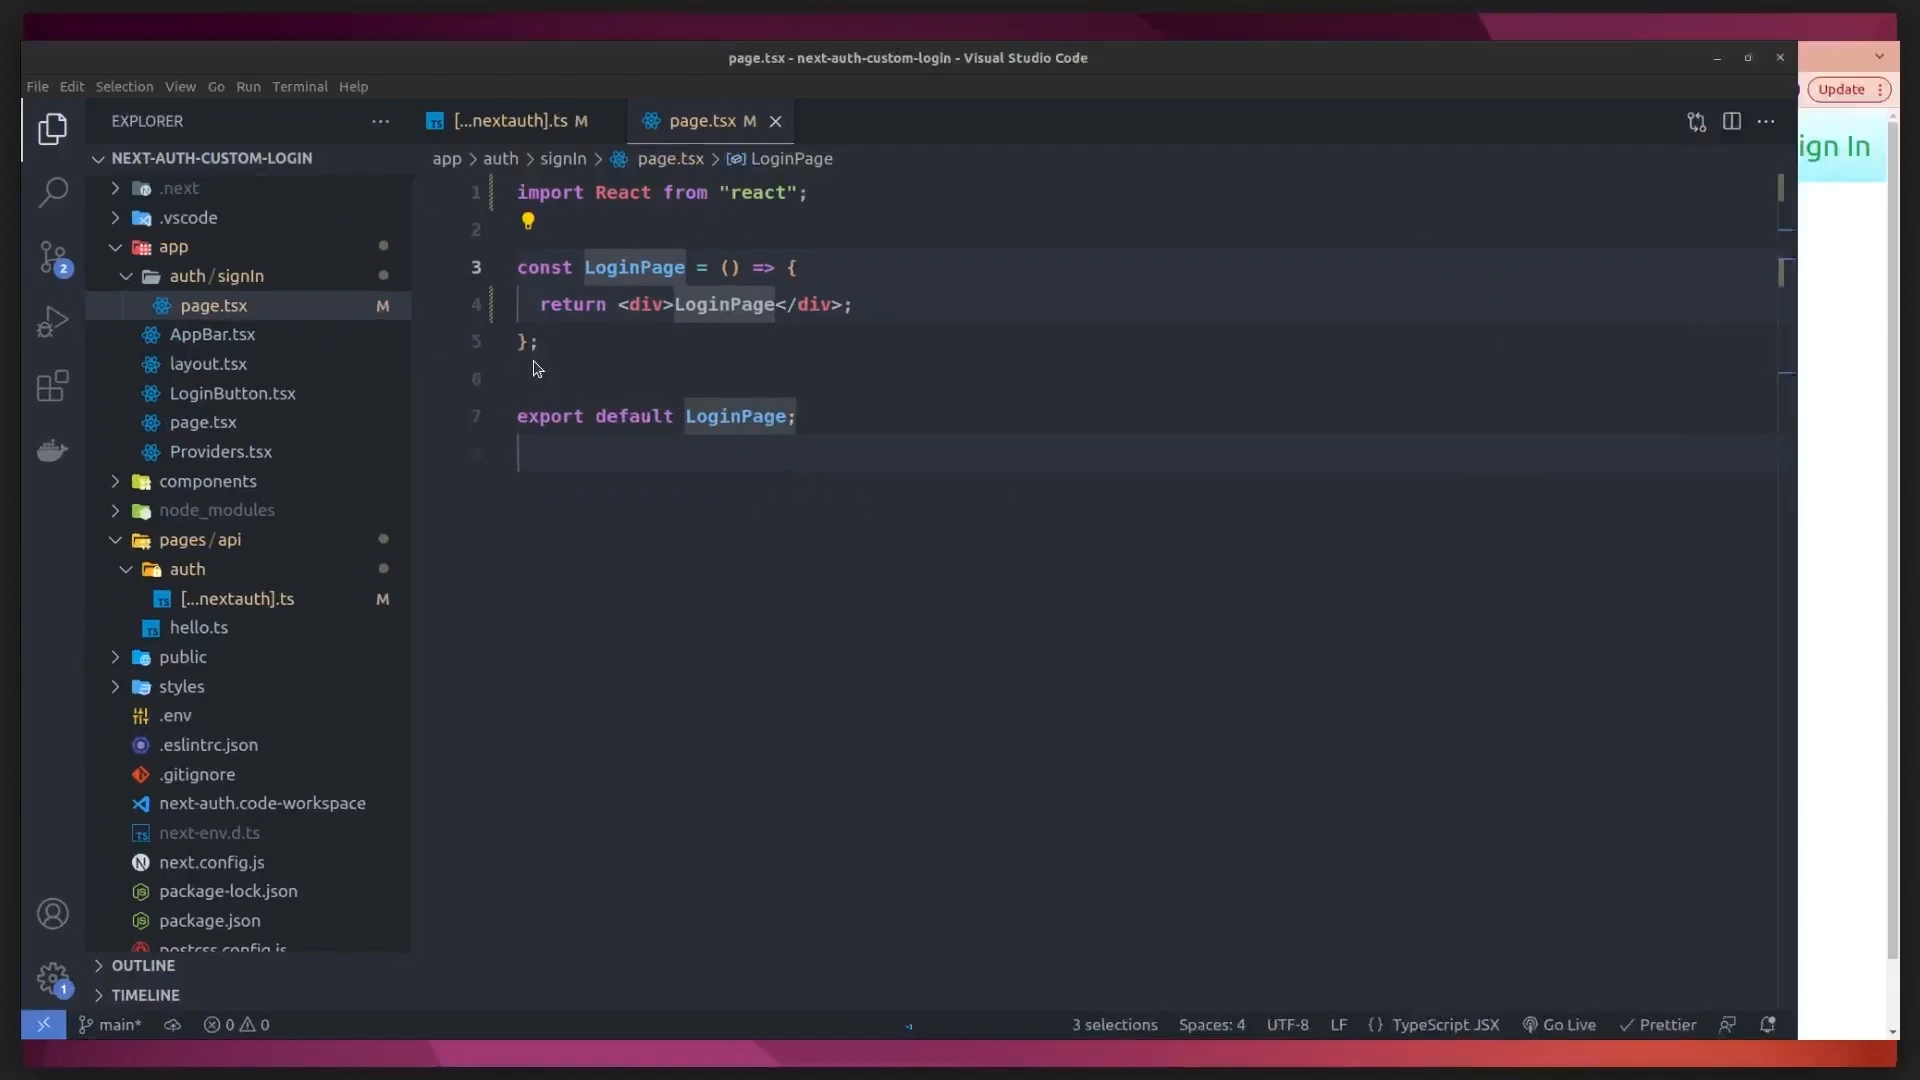 page.tsx - next-auth-custom-login - Visual Studio Code
File Edit Selection View Go Run Terminal Help
Update
ign In
EXPLORER
[...nextauth].ts M
page.tsx M
NEXT-AUTH-CUSTOM-LOGIN
app > auth > signIn > page.tsx > LoginPage
.next
.vscode
app
auth / signIn
page.tsx M
AppBar.tsx
layout.tsx
LoginButton.tsx
page.tsx
Providers.tsx
components
node_modules
pages / api
auth
[...nextauth].ts M
hello.ts
public
styles
.env
.eslintrc.json
.gitignore
next-auth.code-workspace
next-env.d.ts
next.config.js
package-lock.json
package.json
postcss.config.js
OUTLINE
TIMELINE
1 import React from "react";
2
3 const LoginPage = () => {
4 return <div>LoginPage</div>;
5 };
6
7 export default LoginPage;
8
2
1
main* 0 0
3 selections Spaces: 4 UTF-8 LF {} TypeScript JSX Go Live Prettier